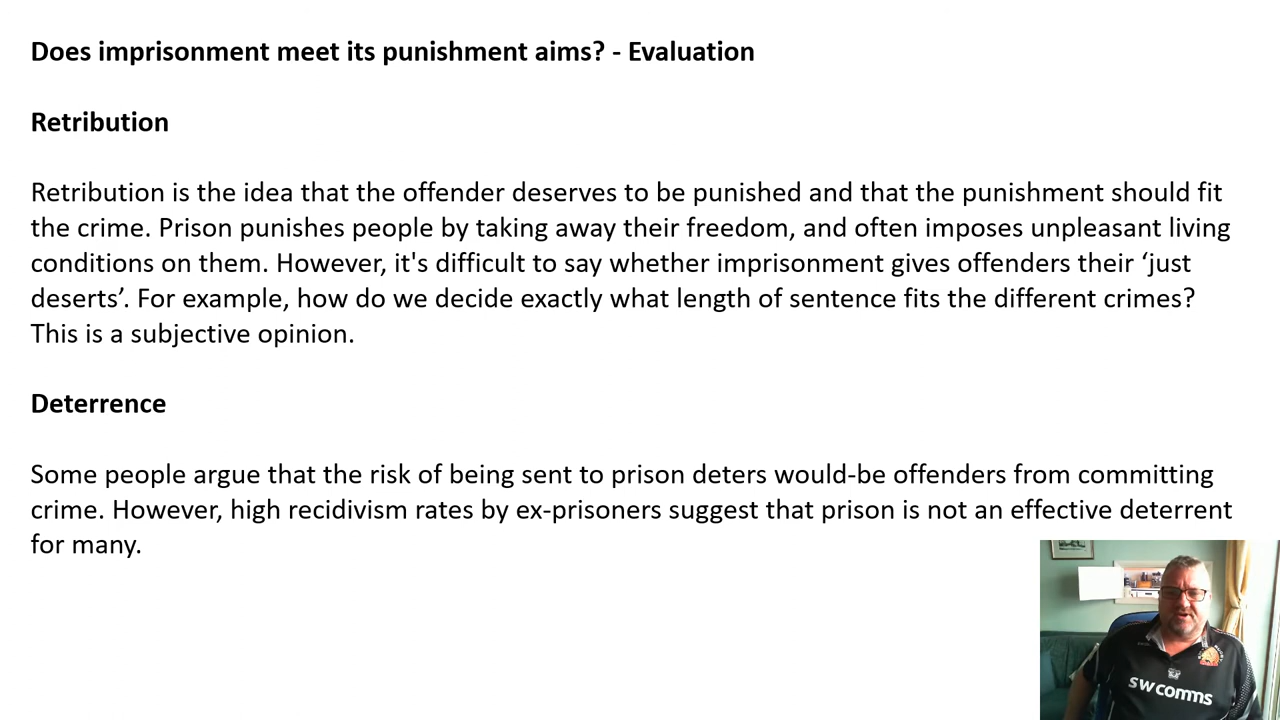 Does imprisonment meet its punishment aims? - Evaluation
Retribution
Retribution is the idea that the offender deserves to be punished and that the punishment should fit
the crime. Prison punishes people by taking away their freedom, and often imposes unpleasant living
conditions on them. However, it's difficult to say whether imprisonment gives offenders their ‘just
deserts’. For example, how do we decide exactly what length of sentence fits the different crimes?
This is a subjective opinion.
Deterrence
Some people argue that the risk of being sent to prison deters would-be offenders from committing
crime. However, high recidivism rates by ex-prisoners suggest that prison is not an effective deterrent
for many.
swcomms